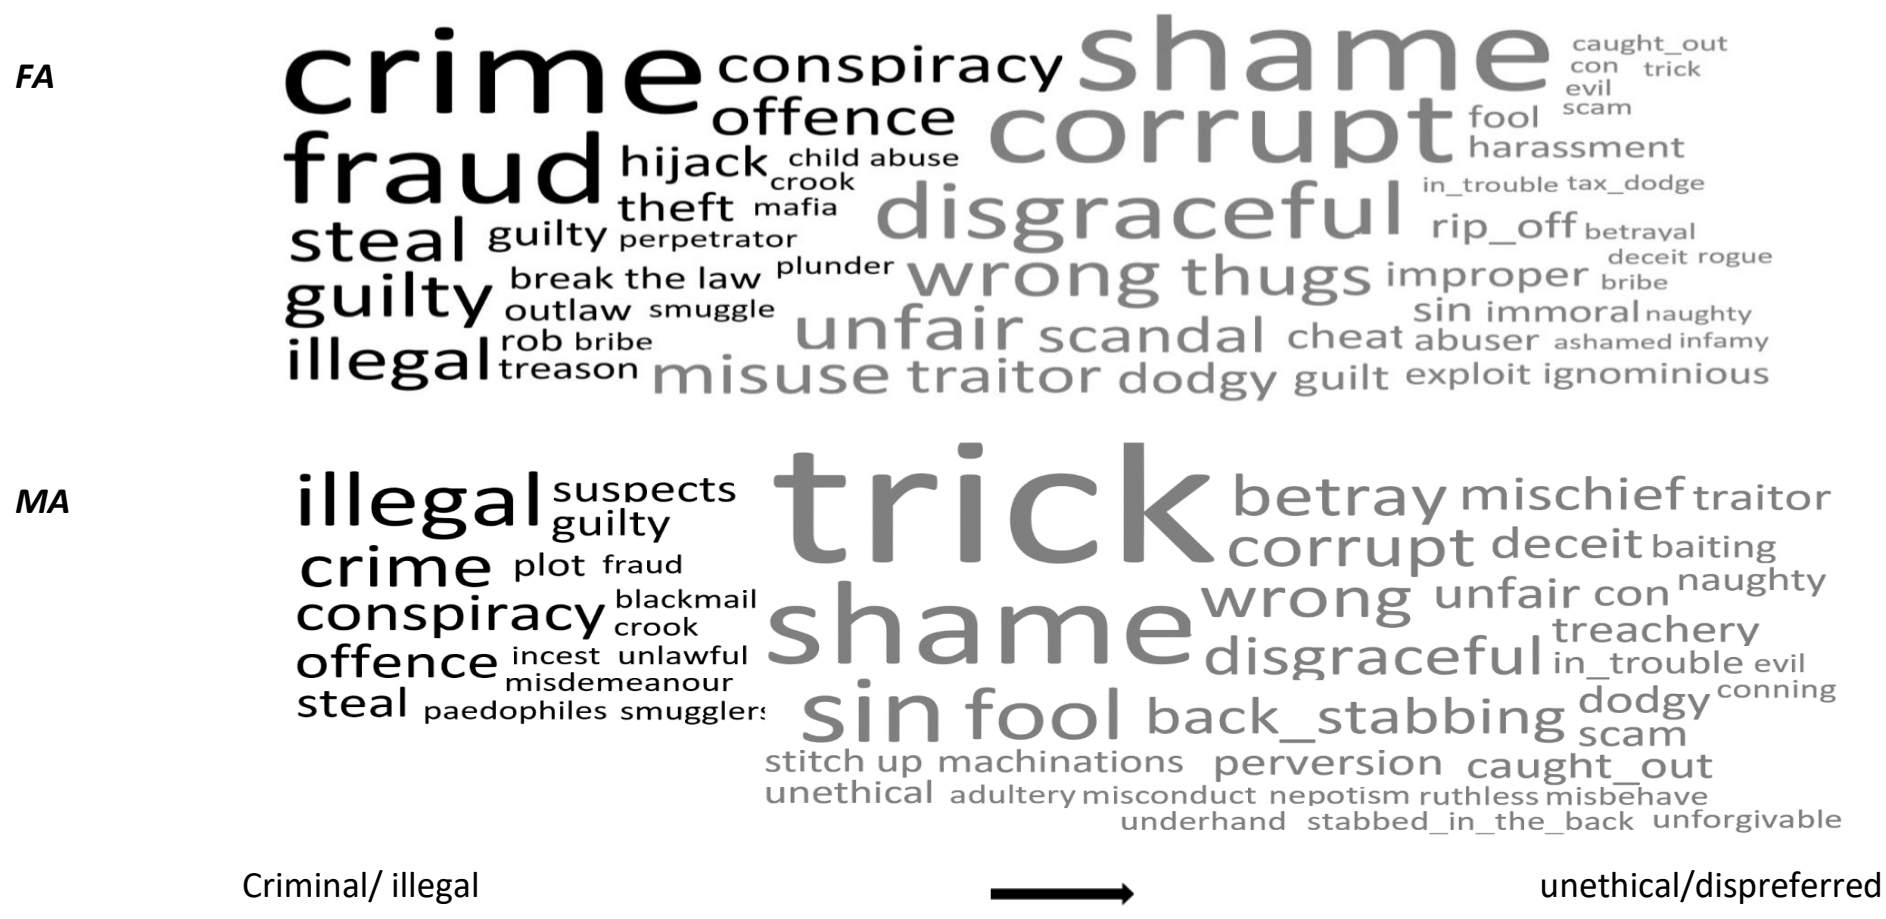 FA
crime conspiracy shame caught_out
con trick
evil
offence corrupt fool scam
fraud hijack child abuse harassment
crook
theft mafia disgraceful in_trouble tax_dodge
steal guilty perpetrator rip_off betrayal
break the law plunder wrong thugs improper deceit rogue
bribe
guilty outlaw smuggle unfair scandal cheat sin immoral naughty
rob bribe abuser ashamed infamy
illegal treason misuse traitor dodgy guilt exploit ignominious
MA
illegal suspects trick betray mischief traitor
guilty
crime plot fraud corrupt deceit baiting
conspiracy blackmail shame wrong unfair con naughty
crook treachery
offence incest unlawful disgraceful in_trouble evil
misdemeanour
steal paedophiles smugglers sin fool back_stabbing dodgy conning
scam
stitch up machinations perversion caught_out
unethical adultery misconduct nepotism ruthless misbehave
underhand stabbed_in_the_back unforgivable
Criminal/ illegal unethical/dispreferred